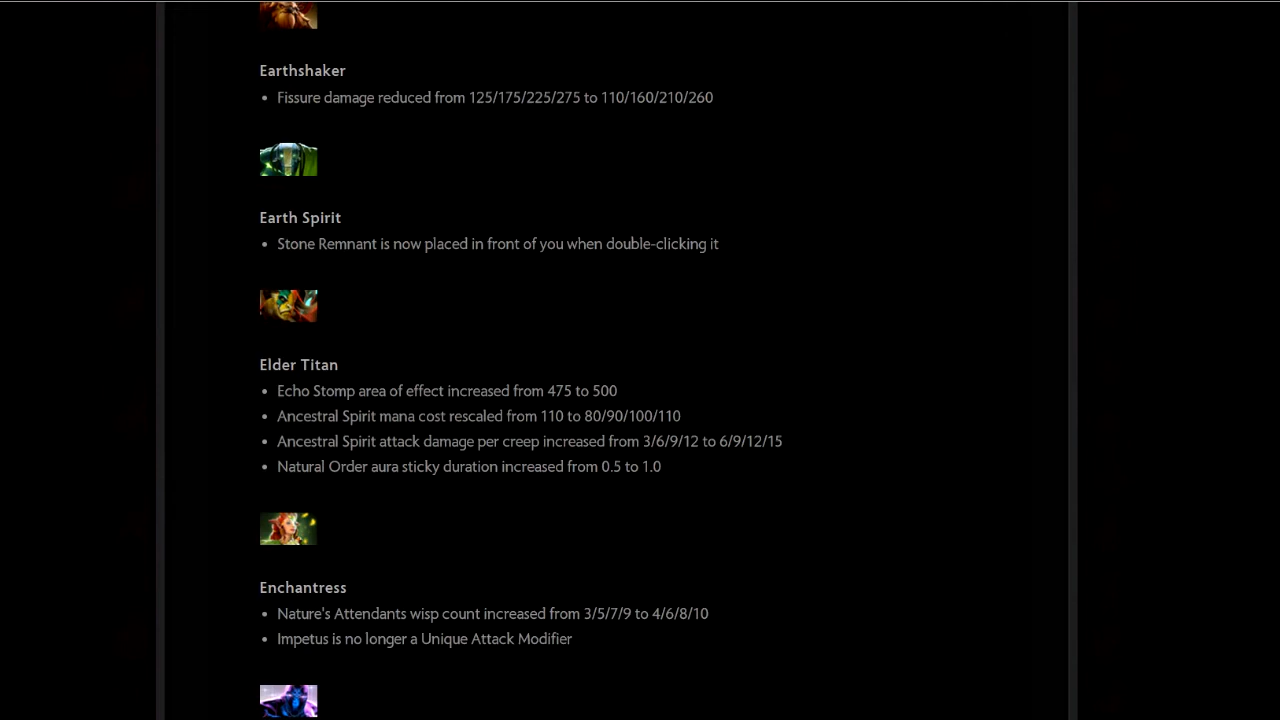 Earthshaker
• Fissure damage reduced from 125/175/225/275 to 110/160/210/260
Earth Spirit
• Stone Remnant is now placed in front of you when double-clicking it
Elder Titan
• Echo Stomp area of effect increased from 475 to 500
• Ancestral Spirit mana cost rescaled from 110 to 80/90/100/110
• Ancestral Spirit attack damage per creep increased from 3/6/9/12 to 6/9/12/15
• Natural Order aura sticky duration increased from 0.5 to 1.0
Enchantress
• Nature's Attendants wisp count increased from 3/5/7/9 to 4/6/8/10
• Impetus is no longer a Unique Attack Modifier